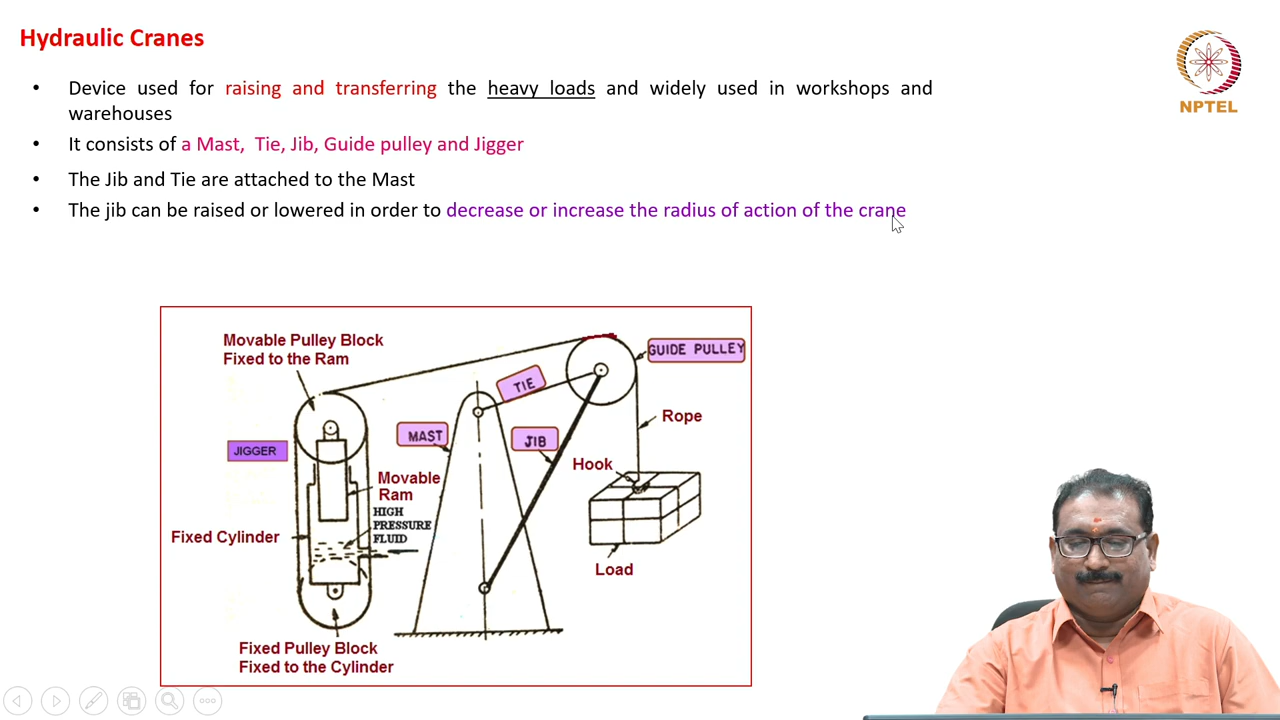 Hydraulic Cranes
NPTEL
• Device used for raising and transferring the heavy loads and widely used in workshops and
warehouses
• It consists of a Mast, Tie, Jib, Guide pulley and Jigger
• The Jib and Tie are attached to the Mast
• The jib can be raised or lowered in order to decrease or increase the radius of action of the crane
Movable Pulley Block
Fixed to the Ram
GUIDE PULLEY
TIE
Rope
MAST
JIB
JIGGER
Hook
Movable
Ram
HIGH
PRESSURE
FLUID
Fixed Cylinder
Load
Fixed Pulley Block
Fixed to the Cylinder